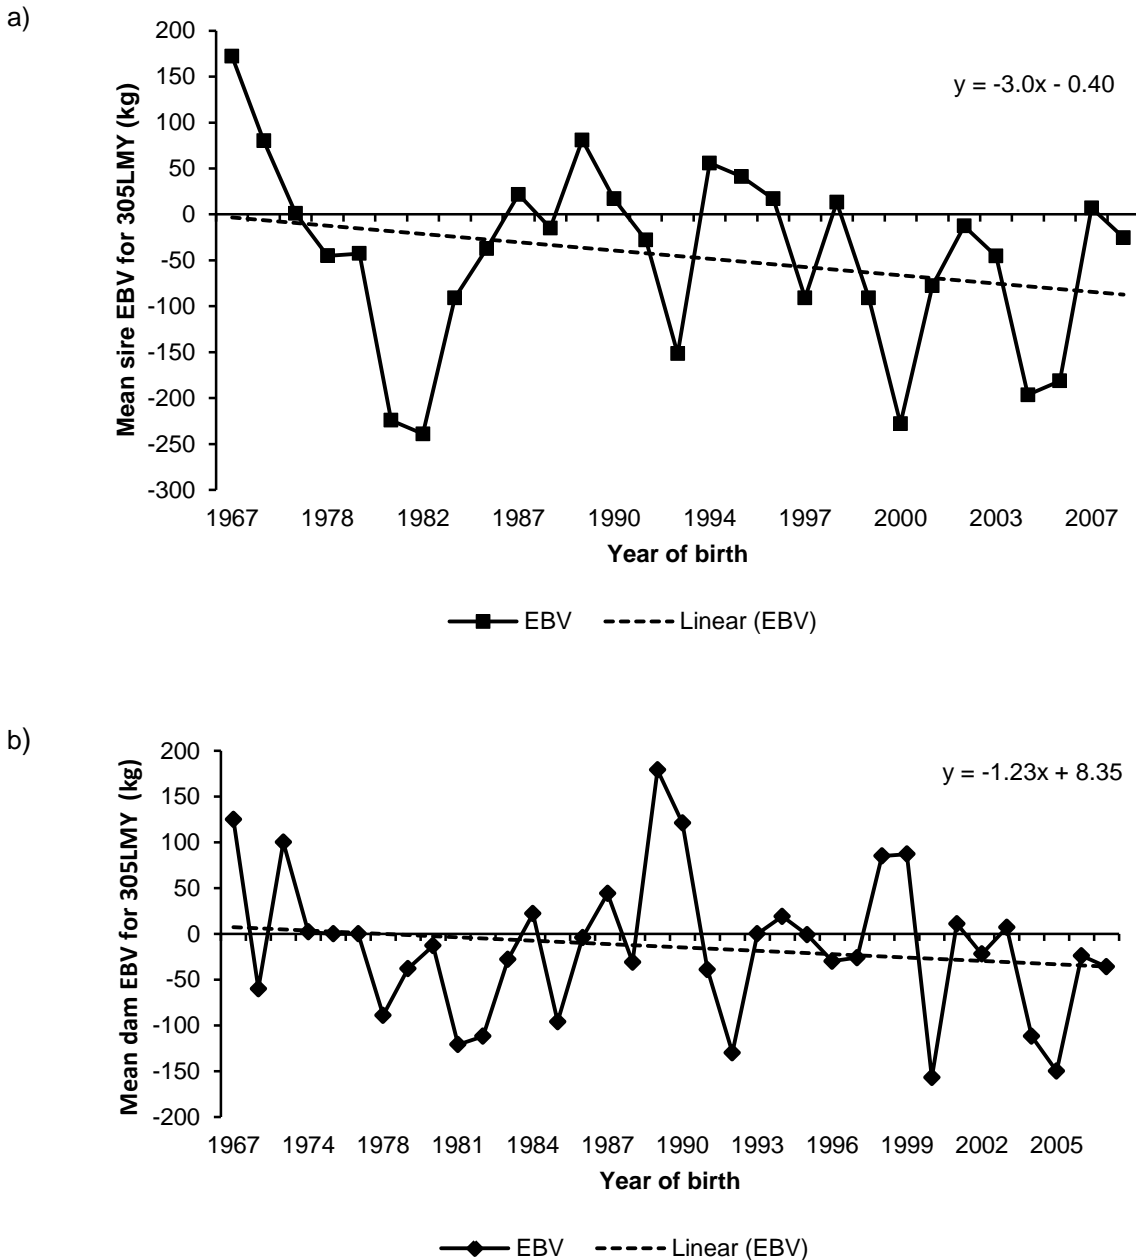 a)
Mean sire EBV for 305LMY (kg)
200
150
100
50
0
-50
-100
-150
-200
-250
-300
y = -3.0x - 0.40
1967 1978 1982 1987 1990 1994 1997 2000 2003 2007
Year of birth
EBV Linear (EBV)
b)
Mean dam EBV for 305LMY (kg)
200
150
100
50
0
-50
-100
-150
-200
y = -1.23x + 8.35
1967 1974 1978 1981 1984 1987 1990 1993 1996 1999 2002 2005
Year of birth
EBV Linear (EBV)